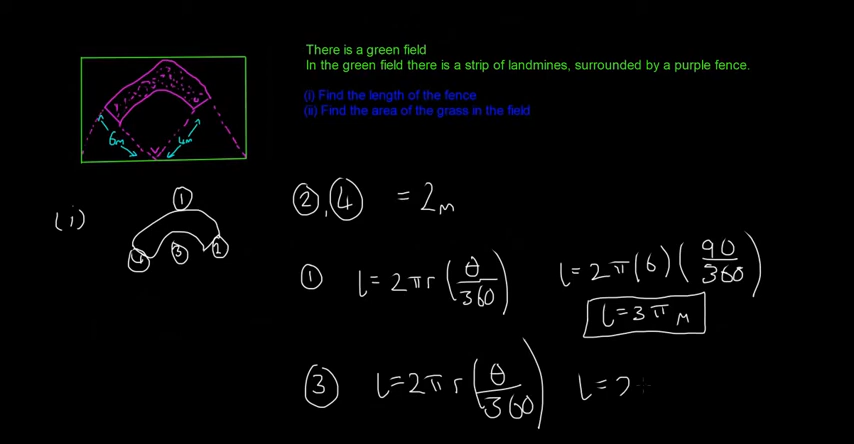 There is a green field
In the green field there is a strip of landmines, surrounded by a purple fence.
(i) Find the length of the fence
(ii) Find the area of the grass in the field
6m 4m
(i) ① ② ③ ④
②, ④ = 2m
① l = 2πr(θ/360) l = 2π(6)(90/360)
l = 3π m
③ l = 2πr(θ/360) l = 2